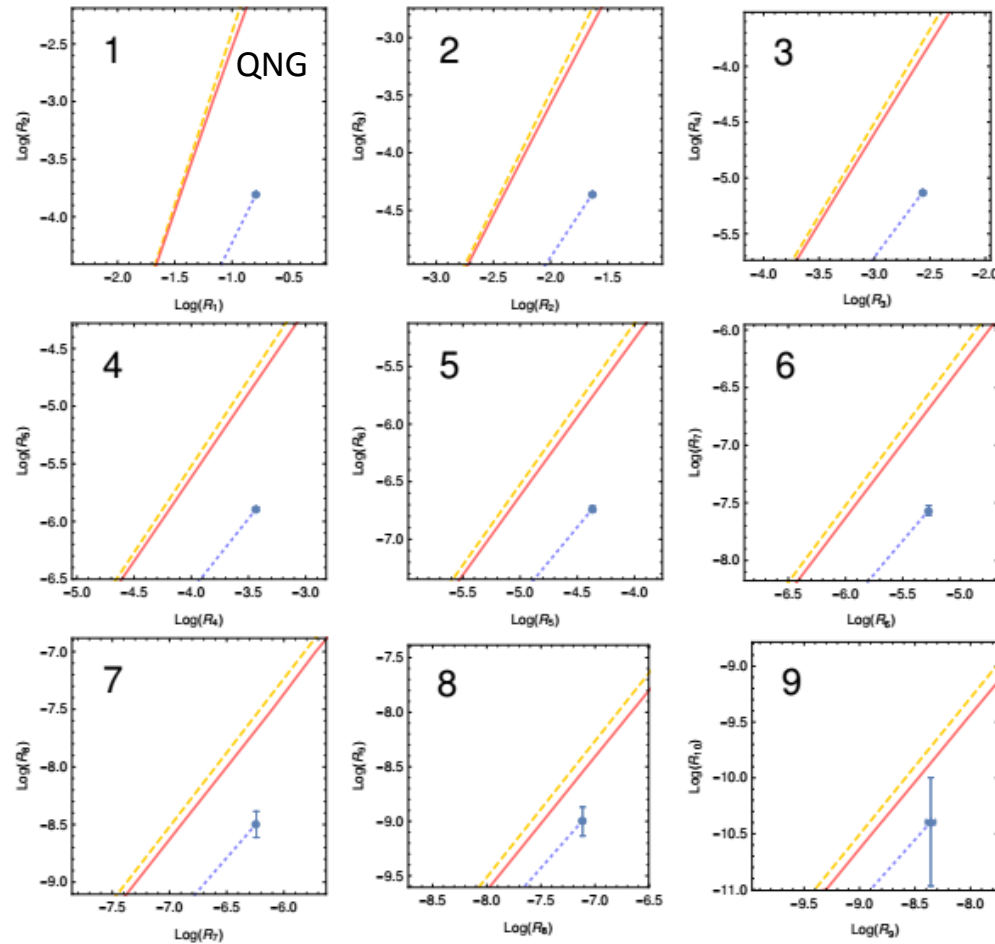 1
QNG
Log(R₂)
−2.5
−3.0
−3.5
−4.0
−2.0 −1.5 −1.0 −0.5
Log(R₁)
2
Log(R₃)
−3.0
−3.5
−4.0
−4.5
−3.0 −2.5 −2.0 −1.5
Log(R₂)
3
Log(R₄)
−4.0
−4.5
−5.0
−5.5
−4.0 −3.5 −3.0 −2.5 −2.0
Log(R₃)
4
Log(R₅)
−4.5
−5.0
−5.5
−6.0
−6.5
−5.0 −4.5 −4.0 −3.5 −3.0
Log(R₄)
5
Log(R₆)
−5.5
−6.0
−6.5
−7.0
−5.5 −5.0 −4.5 −4.0
Log(R₅)
6
Log(R₇)
−6.0
−6.5
−7.0
−7.5
−8.0
−6.5 −6.0 −5.5 −5.0
Log(R₆)
7
Log(R₈)
−7.0
−7.5
−8.0
−8.5
−9.0
−7.5 −7.0 −6.5 −6.0
Log(R₇)
8
Log(R₉)
−7.5
−8.0
−8.5
−9.0
−9.5
−8.5 −8.0 −7.5 −7.0 −6.5
Log(R₈)
9
Log(R₁₀)
−9.0
−9.5
−10.0
−10.5
−11.0
−9.5 −9.0 −8.5 −8.0
Log(R₉)